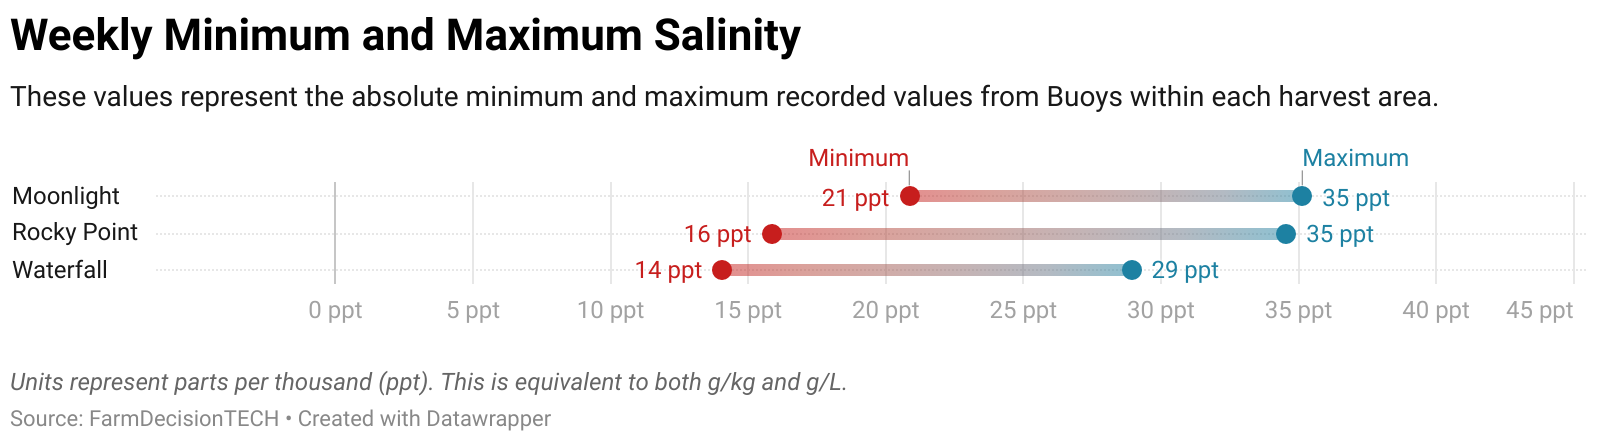 Weekly Minimum and Maximum Salinity
These values represent the absolute minimum and maximum recorded values from Buoys within each harvest area.
Minimum Maximum
Moonlight 21 ppt 35 ppt
Rocky Point 16 ppt 35 ppt
Waterfall 14 ppt 29 ppt
0 ppt 5 ppt 10 ppt 15 ppt 20 ppt 25 ppt 30 ppt 35 ppt 40 ppt 45 ppt
Units represent parts per thousand (ppt). This is equivalent to both g/kg and g/L.
Source: FarmDecisionTECH • Created with Datawrapper